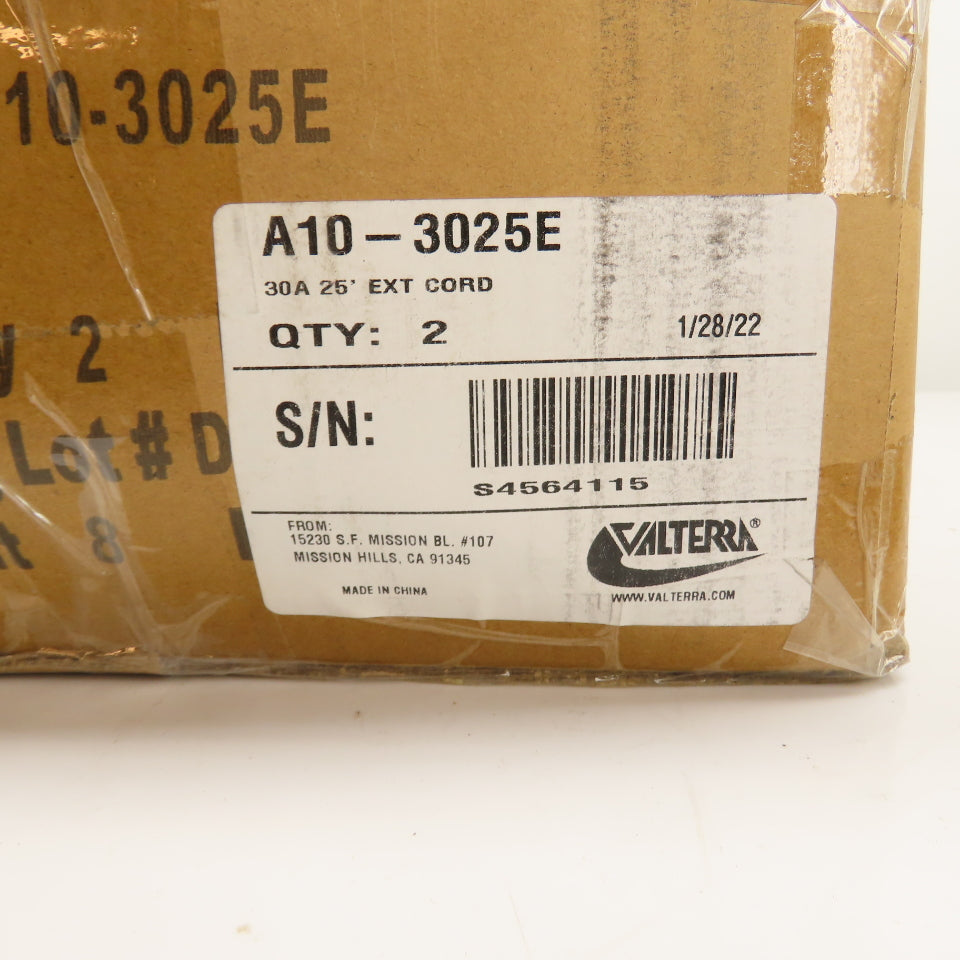 10-3025E
2
Lot # D
8
A10-3025E
30A 25' EXT CORD
QTY: 2 1/28/22
S/N:
S4564115
FROM:
15230 S.F. MISSION BL. #107
MISSION HILLS, CA 91345
MADE IN CHINA
VALTERRA®
WWW.VALTERRA.COM